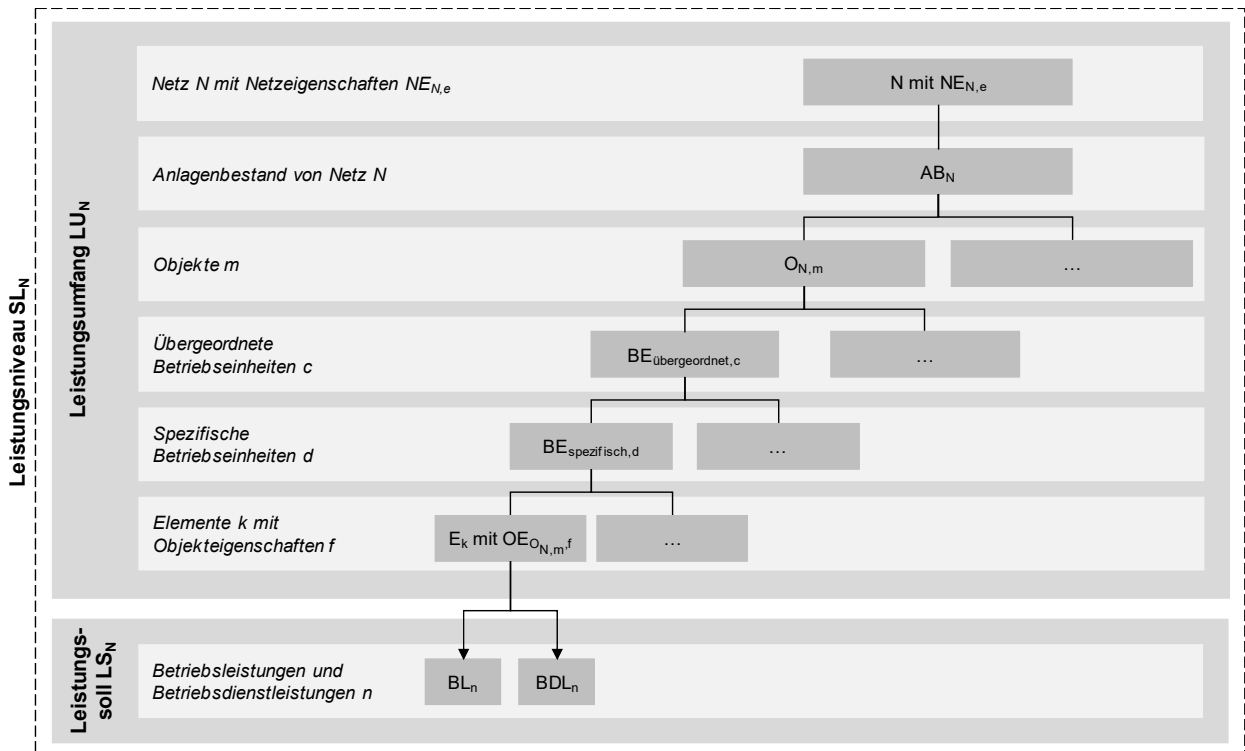 Leistungsniveau SL_N
Leistungsumfang LU_N
Netz N mit Netzeigenschaften NE_N,e
N mit NE_N,e
Anlagenbestand von Netz N
AB_N
Objekte m
O_N,m
...
Übergeordnete
Betriebseinheiten c
BE_übergeordnet,c
...
Spezifische
Betriebseinheiten d
BE_spezifisch,d
...
Elemente k mit
Objekteigenschaften f
E_k mit OE_O_N,m,f
...
Leistungs-
soll LS_N
Betriebsleistungen und
Betriebsdienstleistungen n
BL_n
BDL_n